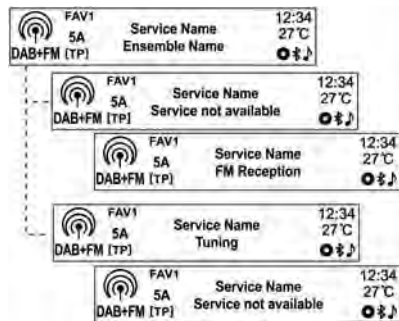 FAV1 Service Name 12:34
5A Ensemble Name 27°C
DAB+FM [TP]
FAV1 Service Name 12:34
5A Service not available 27°C
DAB+FM [TP]
FAV1 Service Name 12:34
5A FM Reception 27°C
DAB+FM [TP]
FAV1 Service Name 12:34
5A Tuning 27°C
DAB+FM [TP]
FAV1 Service Name 12:34
5A Service not available 27°C
DAB+FM [TP]